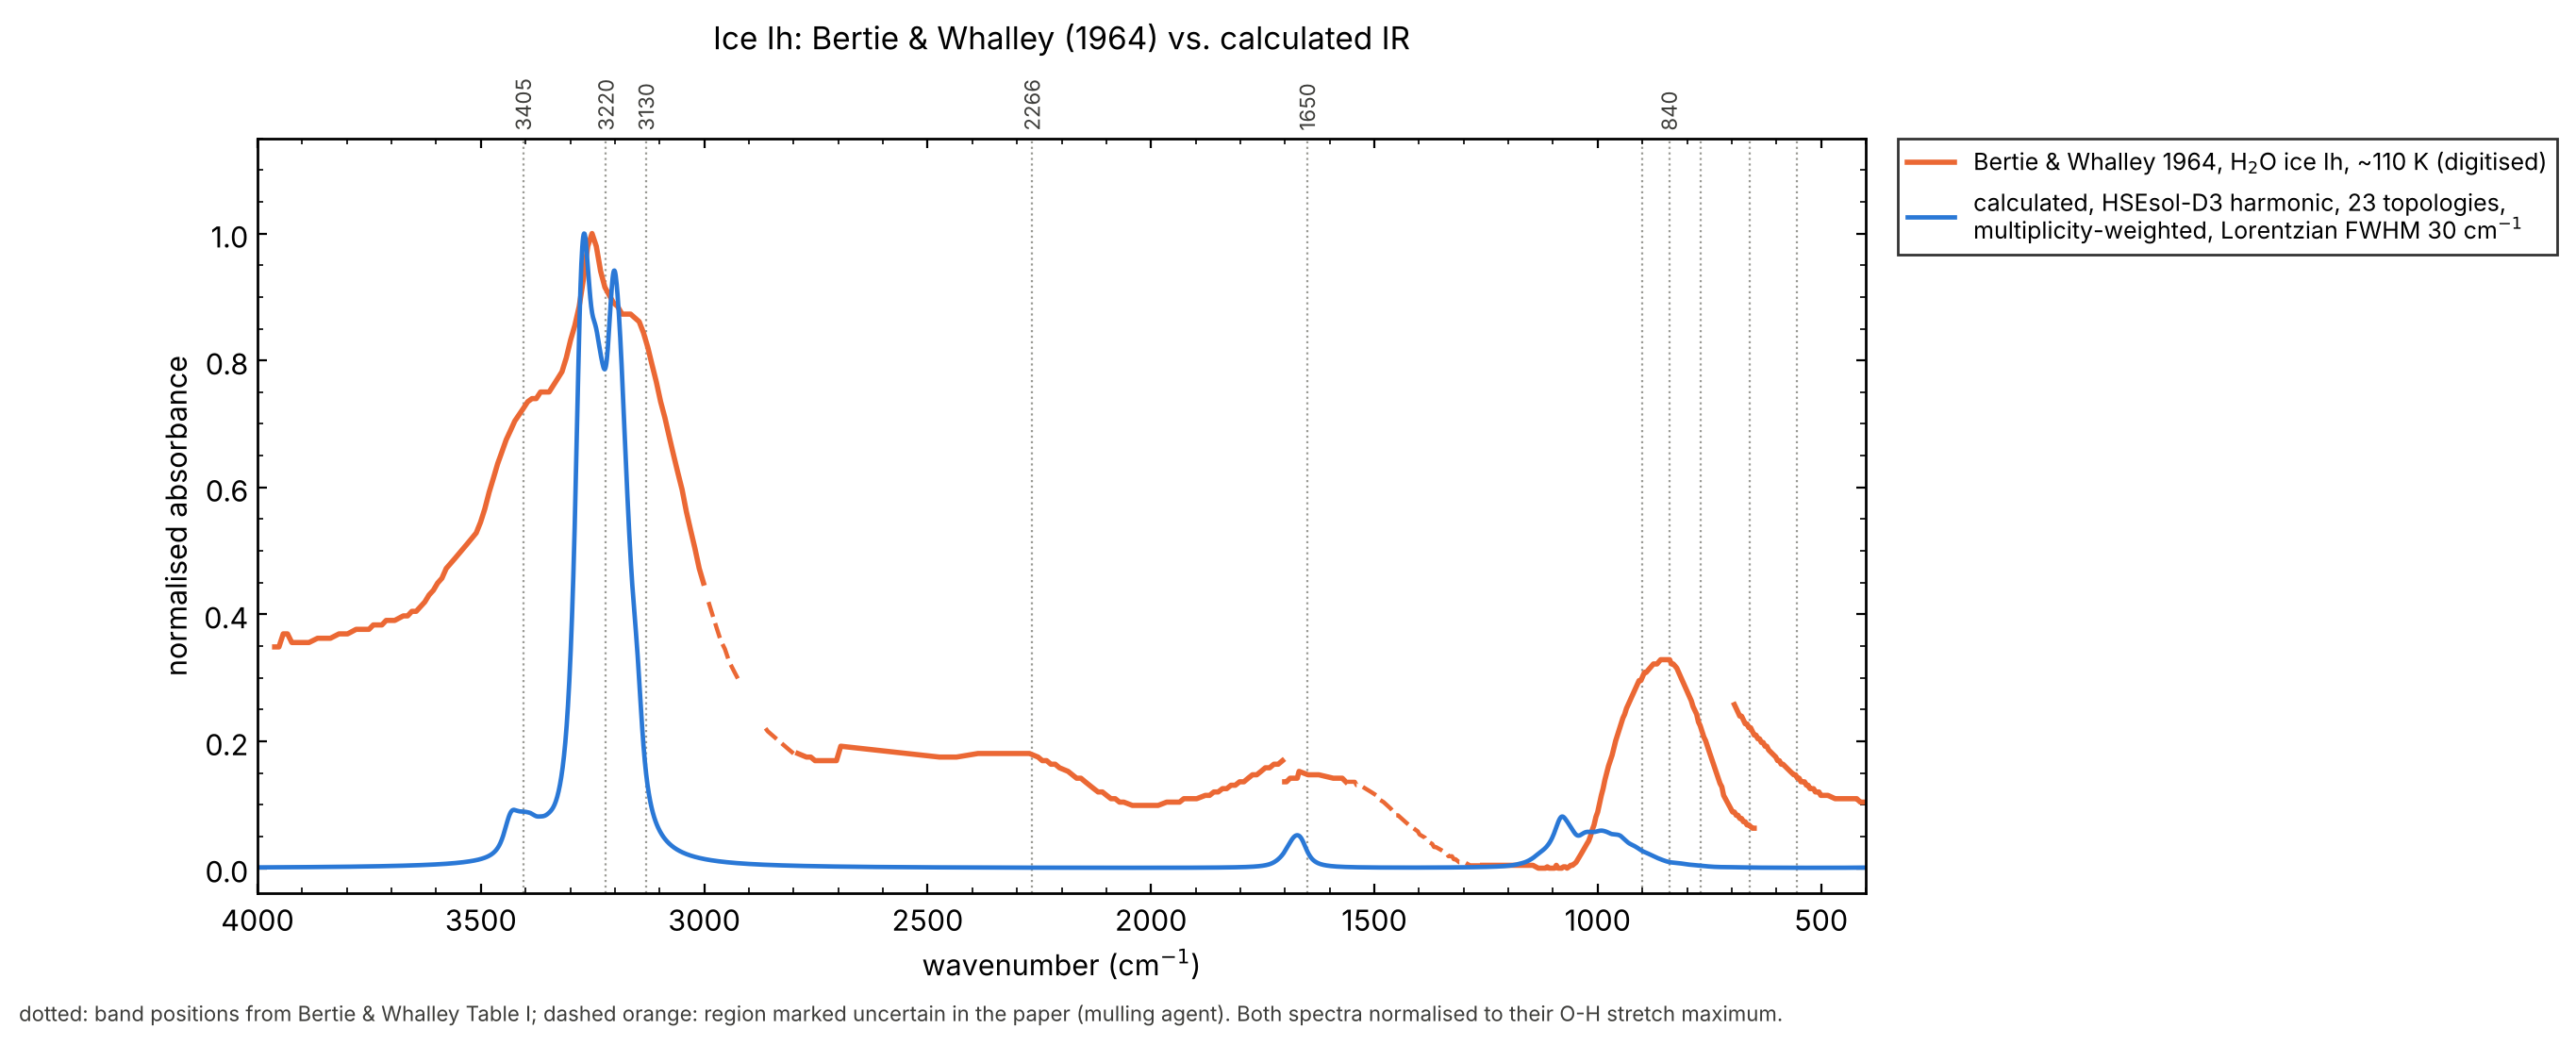 Ice Ih: Bertie & Whalley (1964) vs. calculated IR
3405
3220
3130
2266
1650
840
Bertie & Whalley 1964, H₂O ice Ih, ~110 K (digitised)
calculated, HSEsol-D3 harmonic, 23 topologies,
multiplicity-weighted, Lorentzian FWHM 30 cm⁻¹
normalised absorbance
1.0
0.8
0.6
0.4
0.2
0.0
4000
3500
3000
2500
2000
1500
1000
500
wavenumber (cm⁻¹)
dotted: band positions from Bertie & Whalley Table I; dashed orange: region marked uncertain in the paper (mulling agent). Both spectra normalised to their O-H stretch maximum.